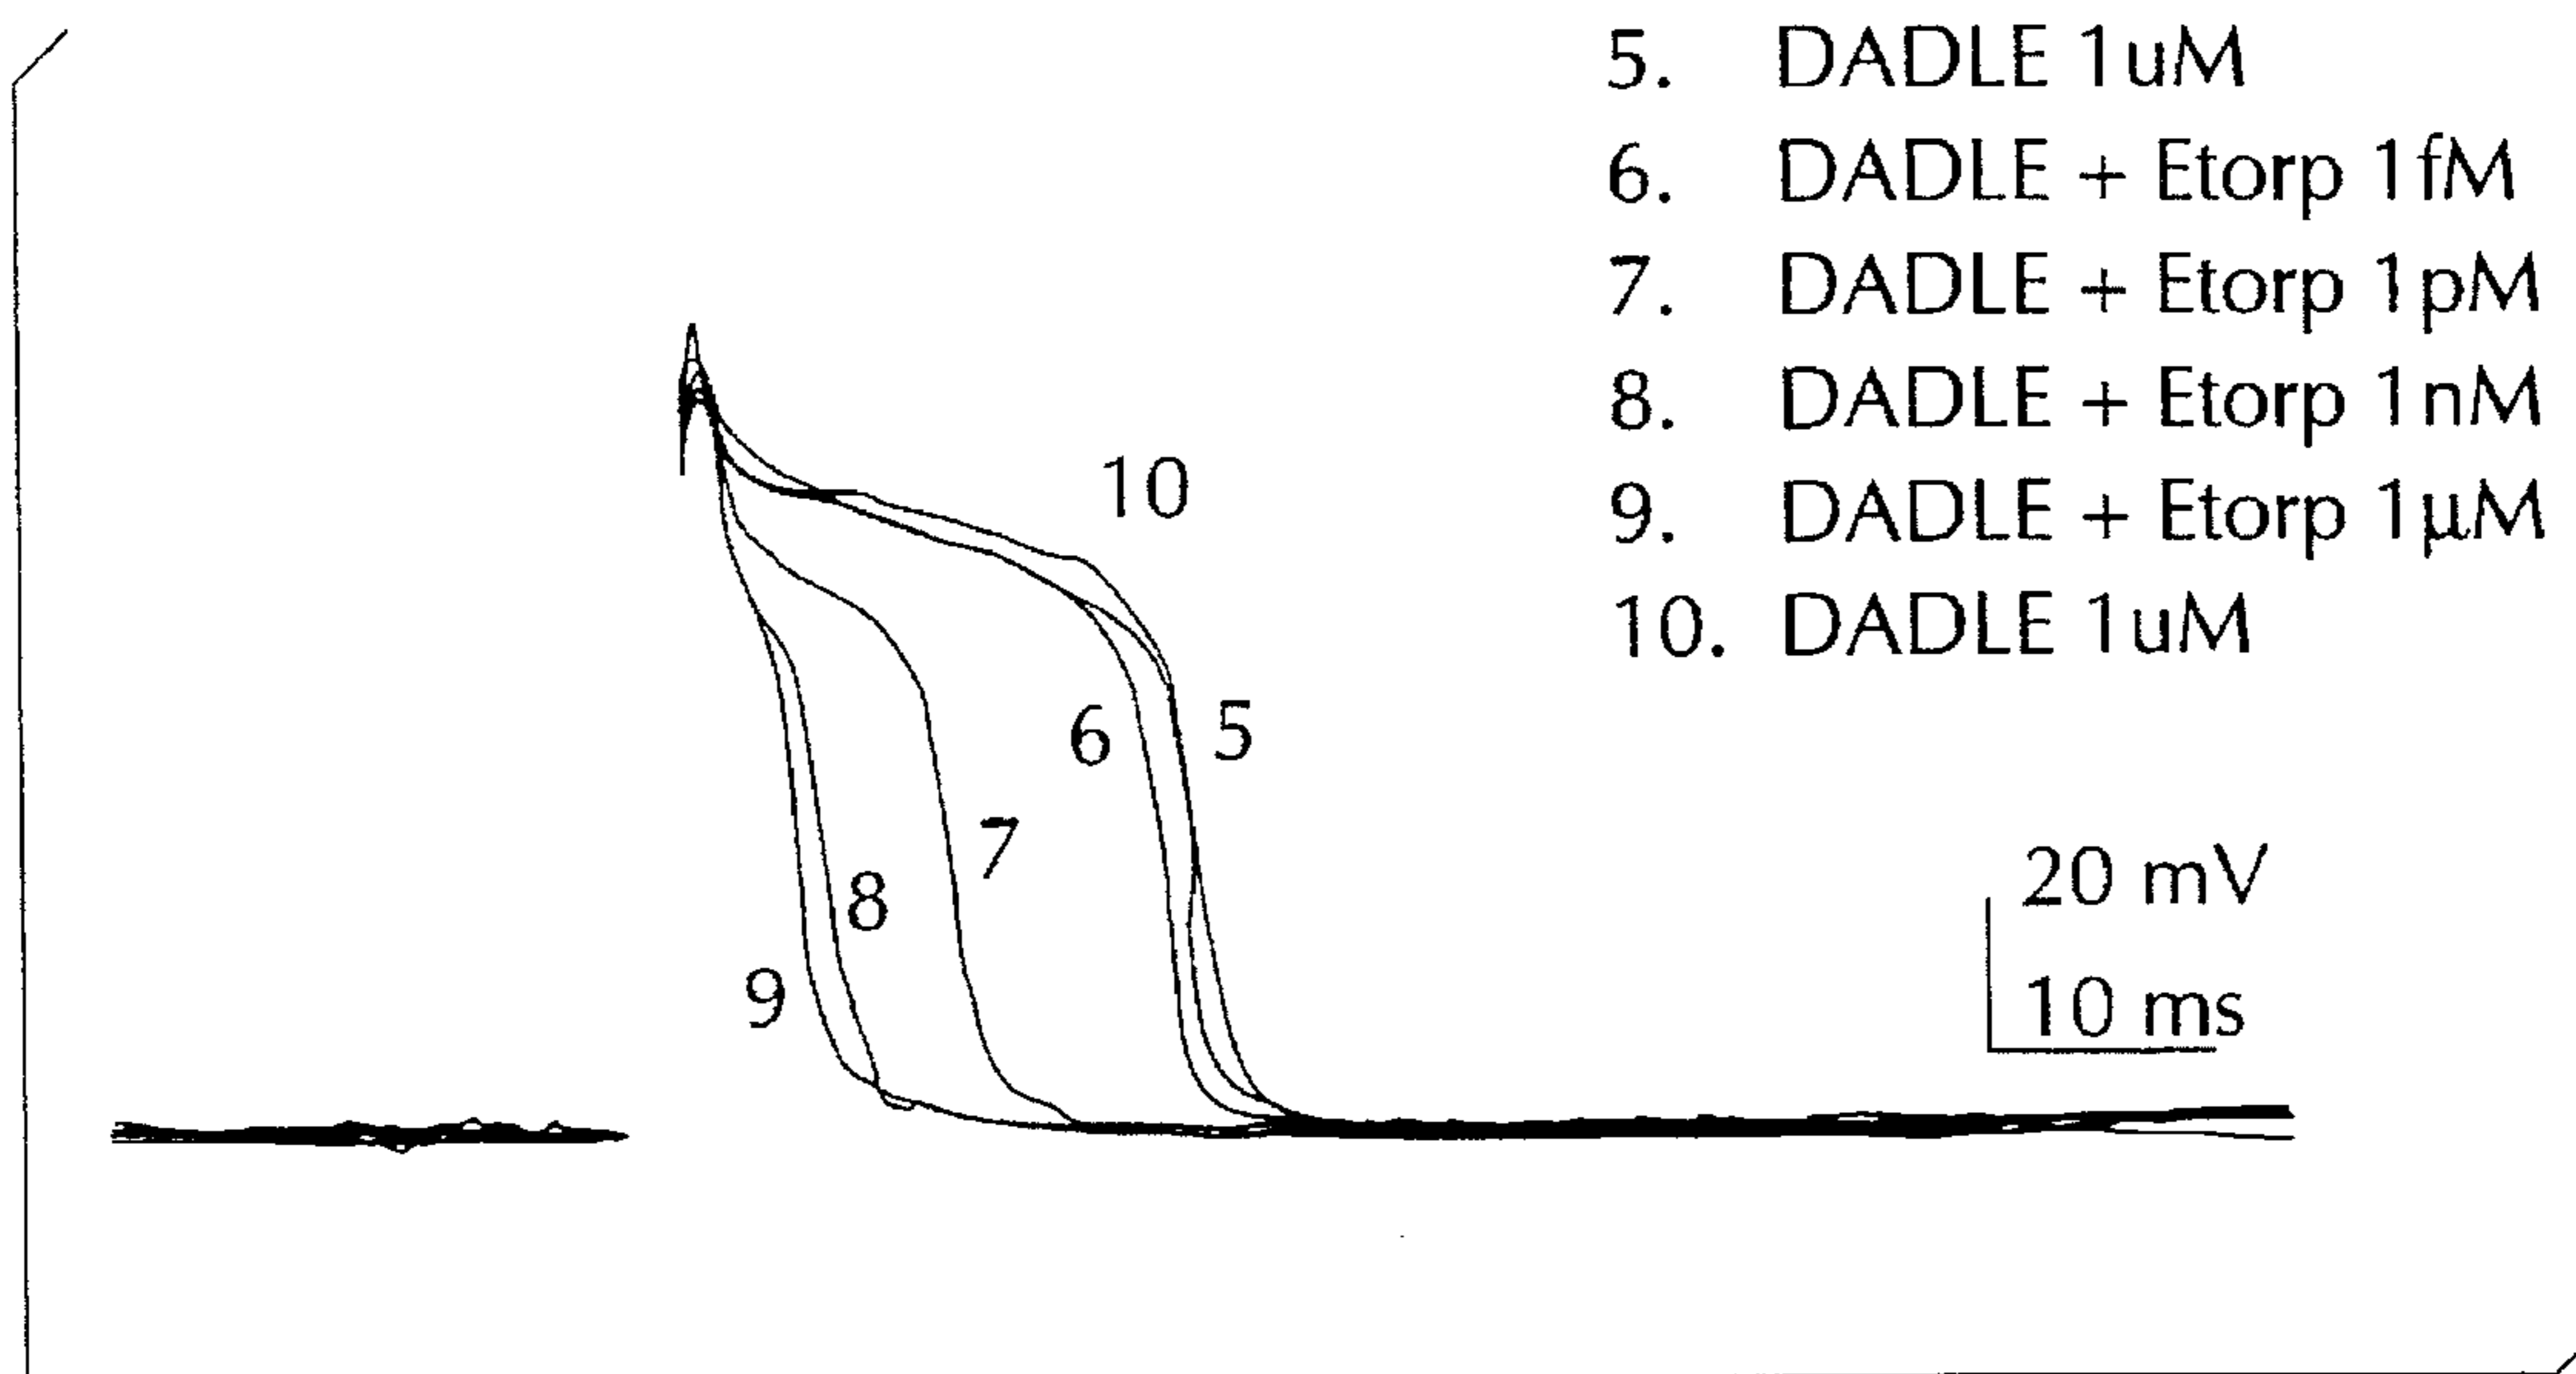 5. DADLE 1uM
6. DADLE + Etorp 1fM
7. DADLE + Etorp 1pM
8. DADLE + Etorp 1nM
9. DADLE + Etorp 1µM
10. DADLE 1uM
10
6
5
7
8
9
20 mV
10 ms